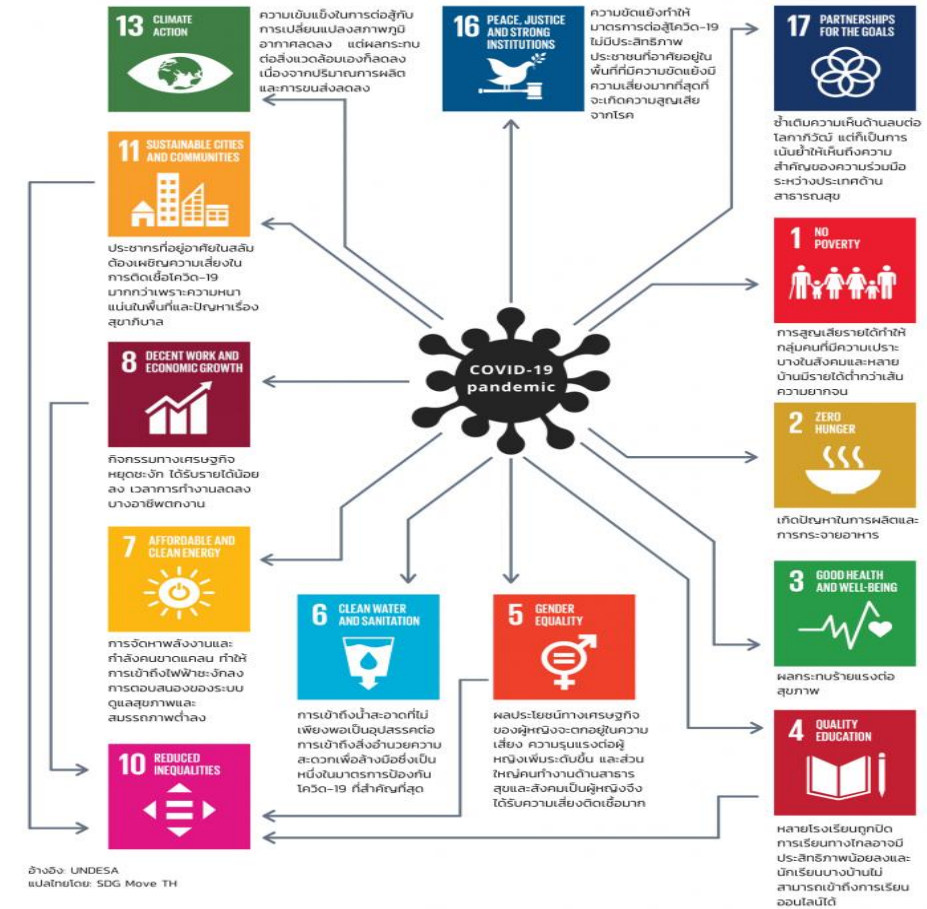 13 CLIMATE
ACTION
ความเข้มแข็งในการต่อสู้กับ
การเปลี่ยนแปลงสภาพภูมิ
อากาศลดลง แต่ผลกระทบ
ต่อสิ่งแวดล้อมเองก็ลดลง
เนื่องจากปริมาณการผลิต
และการขนส่งลดลง
16 PEACE, JUSTICE
AND STRONG
INSTITUTIONS
ความขัดแย้งทำให้
มาตรการต่อสู้โควิด-19
ไม่มีประสิทธิภาพ
ประชาชนที่อาศัยอยู่ใน
พื้นที่ที่มีความขัดแย้งมี
ความเสี่ยงมากที่สุดที่
จะเกิดความสูญเสีย
จากโรค
17 PARTNERSHIPS
FOR THE GOALS
ซ้ำเติมความเห็นด้านลบต่อ
โลกาภิวัตน์ แต่ก็เป็นการ
เน้นย้ำให้เห็นถึงความ
สำคัญของความร่วมมือ
ระหว่างประเทศด้าน
สาธารณสุข
11 SUSTAINABLE CITIES
AND COMMUNITIES
ประชากรที่อยู่อาศัยในสลัม
ต้องเผชิญความเสี่ยงใน
การติดเชื้อโควิด-19
มากกว่าเพราะความหนา
แน่นในพื้นที่และปัญหาเรื่อง
สุขาภิบาล
1 NO
POVERTY
การสูญเสียรายได้ทำให้
กลุ่มคนที่มีความเปราะ
บางในสังคมและหลาย
บ้านมีรายได้ต่ำกว่าเส้น
ความยากจน
COVID-19
pandemic
8 DECENT WORK AND
ECONOMIC GROWTH
กิจกรรมทางเศรษฐกิจ
หยุดชะงัก ได้รับรายได้น้อย
ลง เวลาการทำงานลดลง
บางอาชีพตกงาน
2 ZERO
HUNGER
เกิดปัญหาในการผลิตและ
การกระจายอาหาร
7 AFFORDABLE AND
CLEAN ENERGY
การจัดหาพลังงานและ
กำลังคนขาดแคลน ทำให้
การเข้าถึงไฟฟ้าชะงักลง
การตอบสนองของระบบ
ดูแลสุขภาพและ
สมรรถภาพต่ำลง
6 CLEAN WATER
AND SANITATION
การเข้าถึงน้ำสะอาดที่ไม่
เพียงพอเป็นอุปสรรคต่อ
การเข้าถึงสิ่งอำนวยความ
สะดวกเพื่อล้างมือซึ่งเป็น
หนึ่งในมาตรการป้องกัน
โควิด-19 ที่สำคัญที่สุด
5 GENDER
EQUALITY
ผลประโยชน์ทางเศรษฐกิจ
ของผู้หญิงจะตกอยู่ในความ
เสี่ยง ความรุนแรงต่อผู้
หญิงเพิ่มระดับขึ้น และส่วน
ใหญ่คนทำงานด้านสาธาร
สุขและสังคมเป็นผู้หญิงจึง
ได้รับความเสี่ยงติดเชื้อมาก
3 GOOD HEALTH
AND WELL-BEING
ผลกระทบร้ายแรงต่อ
สุขภาพ
4 QUALITY
EDUCATION
หลายโรงเรียนถูกปิด
การเรียนทางไกลอาจมี
ประสิทธิภาพน้อยลงและ
นักเรียนบางบ้านไม่
สามารถเข้าถึงการเรียน
ออนไลน์ได้
10 REDUCED
INEQUALITIES
อ้างอิง: UNDESA
แปลไทยโดย: SDG Move TH